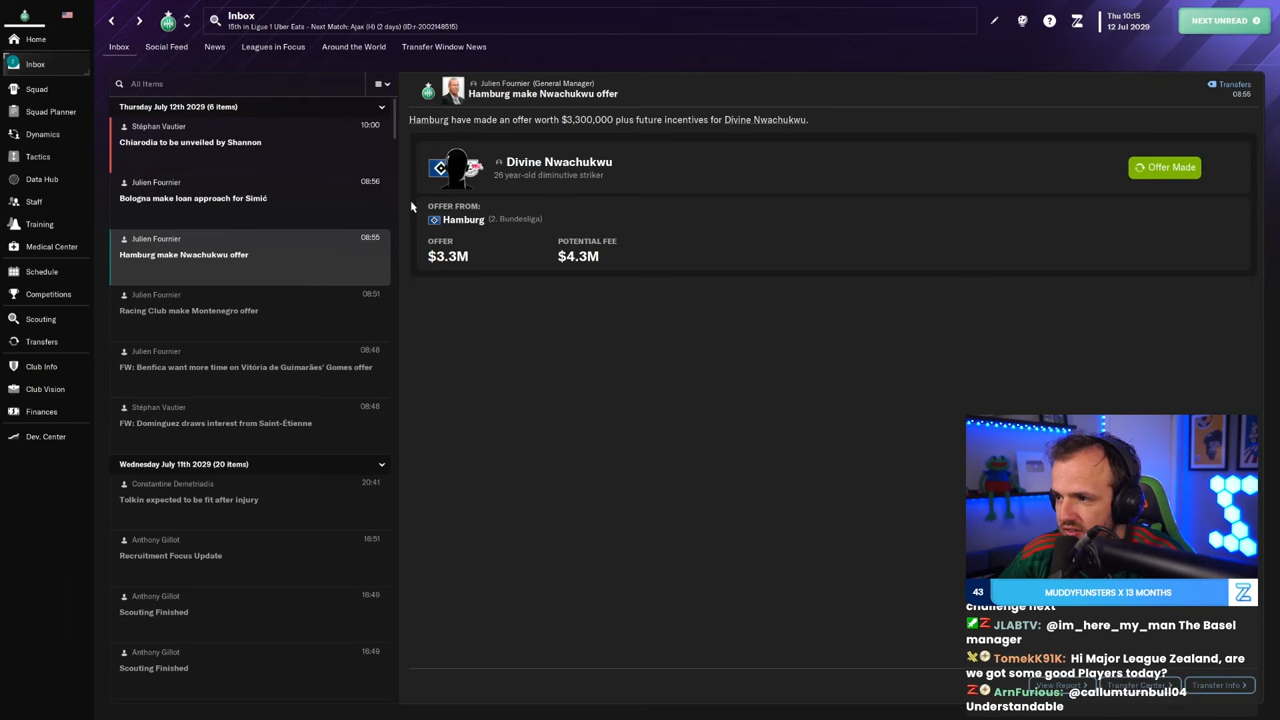 Inbox
15th in Ligue 1 Uber Eats - Next Match: Ajax (H) (2 days) (ID:r-2002148515)
Thu 10:15
12 Jul 2029
NEXT UNREAD
Inbox
Social Feed
News
Leagues in Focus
Around the World
Transfer Window News
Home
Inbox
Squad
Squad Planner
Dynamics
Tactics
Data Hub
Staff
Training
Medical Center
Schedule
Competitions
Scouting
Transfers
Club Info
Club Vision
Finances
Dev. Center
All Items
Thursday July 12th 2029 (6 items)
Stéphan Vautier 10:00
Chiarodia to be unveiled by Shannon
Julien Fournier 08:56
Bologna make loan approach for Simić
Julien Fournier 08:55
Hamburg make Nwachukwu offer
Julien Fournier 08:51
Racing Club make Montenegro offer
Julien Fournier 08:48
FW: Benfica want more time on Vitória de Guimarães' Gomes offer
Stéphan Vautier 08:48
FW: Domínguez draws interest from Saint-Étienne
Wednesday July 11th 2029 (20 items)
Constantine Demetriadis 20:41
Tolkin expected to be fit after injury
Anthony Gillot 16:51
Recruitment Focus Update
Anthony Gillot 16:49
Scouting Finished
Anthony Gillot 16:49
Scouting Finished
Julien Fournier (General Manager)
Hamburg make Nwachukwu offer
Transfers
08:55
Hamburg have made an offer worth $3,300,000 plus future incentives for Divine Nwachukwu.
Divine Nwachukwu
26 year-old diminutive striker
Offer Made
OFFER FROM:
Hamburg (2. Bundesliga)
OFFER POTENTIAL FEE
$3.3M $4.3M
43 MUDDYFUNSTERS X 13 MONTHS
challenge next
JLABTV: @im_here_my_man The Basel
manager
TomekK91K: Hi Major League Zealand, are
we got some good Players today?
View Report
Transfer Center
Transfer Info
ArnFurious: @callumturnbull04
Understandable